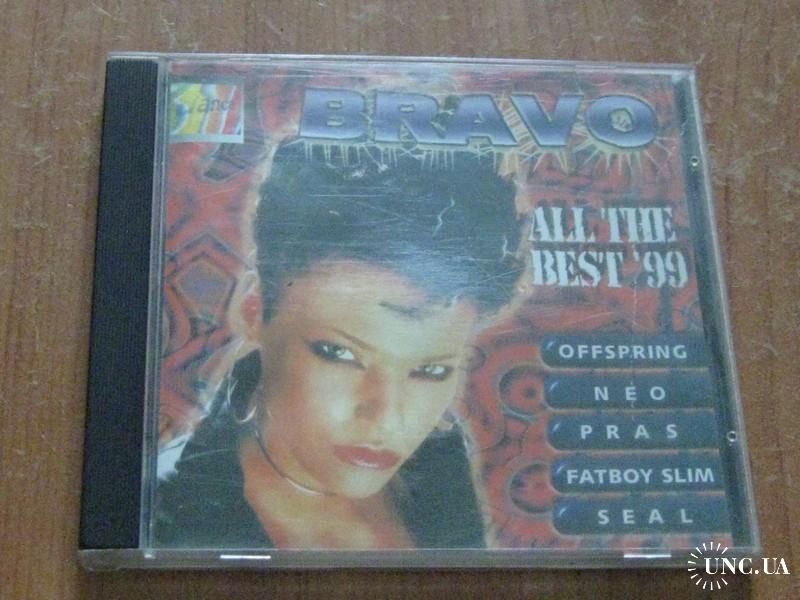 BRAVO
ALL THE
BEST '99
OFFSPRING
NEO
PRAS
FATBOY SLIM
SEAL
UNC.UA